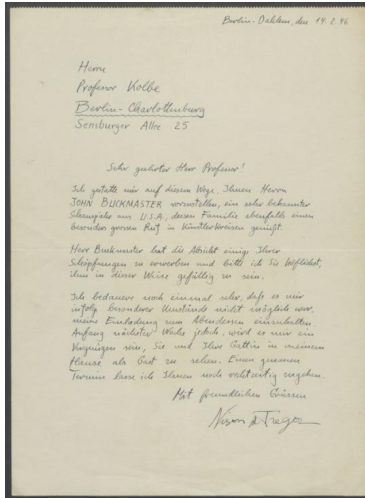 Berlin-Dahlem, den 19.2.46
Herrn
Professor Kolbe
Berlin-Charlottenburg
Sensburger Allee 25
Sehr geehrter Herr Professor!
Ich gestatte mir auf diesem Wege, Ihnen Herrn
JOHN BUCKMASTER vorzustellen, ein sehr bekannter
aus U.S.A., dessen Familie ebenfalls einen
besonders grossen Ruf in Künstlerkreisen geniesst.
Herr Buckmaster hat die Absicht einige Ihrer
Schöpfungen zu erwerben und bitte ich Sie höflichst,
ihm in dieser Weise gefällig zu sein.
Ich bedauere noch einmal sehr, daß es mir
infolge besonderer Umstände nicht möglich war,
meine Einladung zum Abendessen einzuhalten.
Anfang nächster Woche jedoch, wird es mir ein
Vergnügen sein, Sie und Ihre Gattin in meinem
Hause als Gast zu sehen. Einen genauen
Termin lasse ich Ihnen noch rechtzeitig zugehen.
Mit freundlichen Grüssen